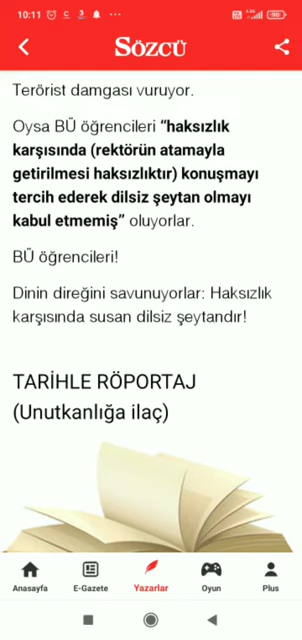 10:11
SÖZCÜ
Terörist damgası vuruyor.
Oysa BÜ öğrencileri “haksızlık
karşısında (rektörün atamayla
getirilmesi haksızlıktır) konuşmayı
tercih ederek dilsiz şeytan olmayı
kabul etmemiş” oluyorlar.
BÜ öğrencileri!
Dinin direğini savunuyorlar: Haksızlık
karşısında susan dilsiz şeytandır!
TARİHLE RÖPORTAJ
(Unutkanlığa ilaç)
Anasayfa E-Gazete Yazarlar Oyun Plus